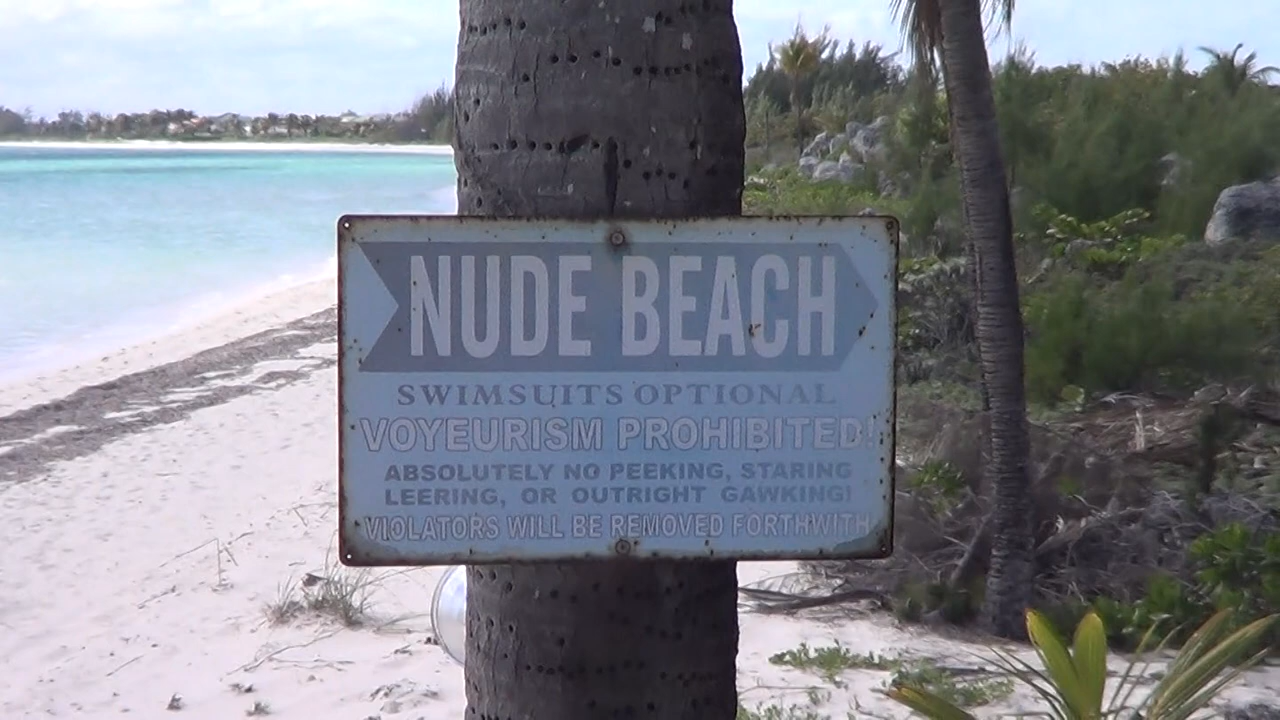 NUDE BEACH
SWIMSUITS OPTIONAL
VOYEURISM PROHIBITED!
ABSOLUTELY NO PEEKING, STARING
LEERING, OR OUTRIGHT GAWKING!
VIOLATORS WILL BE REMOVED FORTHWITH